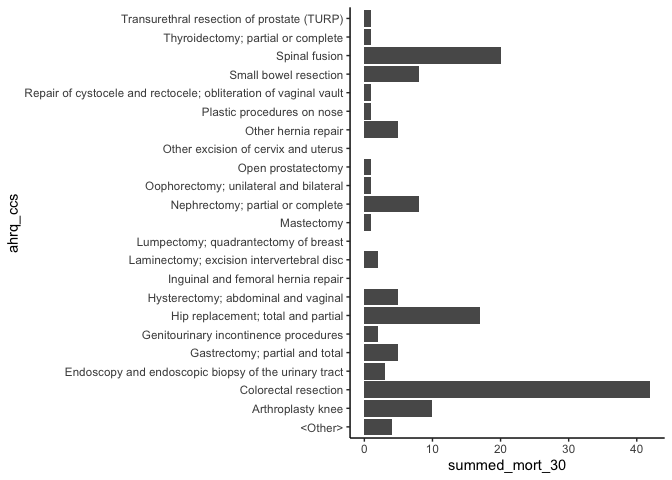 Transurethral resection of prostate (TURP)
Thyroidectomy; partial or complete
Spinal fusion
Small bowel resection
Repair of cystocele and rectocele; obliteration of vaginal vault
Plastic procedures on nose
Other hernia repair
Other excision of cervix and uterus
Open prostatectomy
Oophorectomy; unilateral and bilateral
Nephrectomy; partial or complete
Mastectomy
Lumpectomy; quadrantectomy of breast
Laminectomy; excision intervertebral disc
Inguinal and femoral hernia repair
Hysterectomy; abdominal and vaginal
Hip replacement; total and partial
Genitourinary incontinence procedures
Gastrectomy; partial and total
Endoscopy and endoscopic biopsy of the urinary tract
Colorectal resection
Arthroplasty knee
<Other>
ahrq_ccs
0 10 20 30 40
summed_mort_30